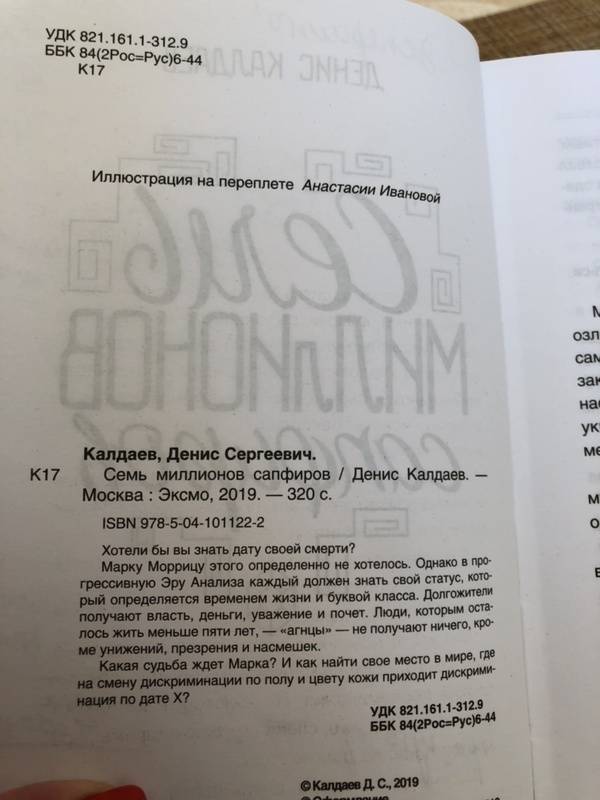 УДК 821.161.1-312.9
ББК 84(2Рос=Рус)6-44
К17
ДЕНИС КАЛДАЕВ
Иллюстрация на переплете Анастасии Ивановой
Семь
МИЛЛИОНОВ
сапфиров
Калдаев, Денис Сергеевич.
К17 Семь миллионов сапфиров / Денис Калдаев. —
Москва : Эксмо, 2019. — 320 с.
ISBN 978-5-04-101122-2
Хотели бы вы знать дату своей смерти?
Марку Моррицу этого определенно не хотелось. Однако в про-
грессивную Эру Анализа каждый должен знать свой статус, кото-
рый определяется временем жизни и буквой класса. Долгожители
получают власть, деньги, уважение и почет. Люди, которым оста-
лось жить меньше пяти лет, — «агнцы» — не получают ничего, кро-
ме унижений, презрения и насмешек.
Какая судьба ждет Марка? И как найти свое место в мире, где
на смену дискриминации по полу и цвету кожи приходит дискрими-
нация по дате Х?
УДК 821.161.1-312.9
ББК 84(2Рос=Рус)6-44
© Калдаев Д. С., 2019